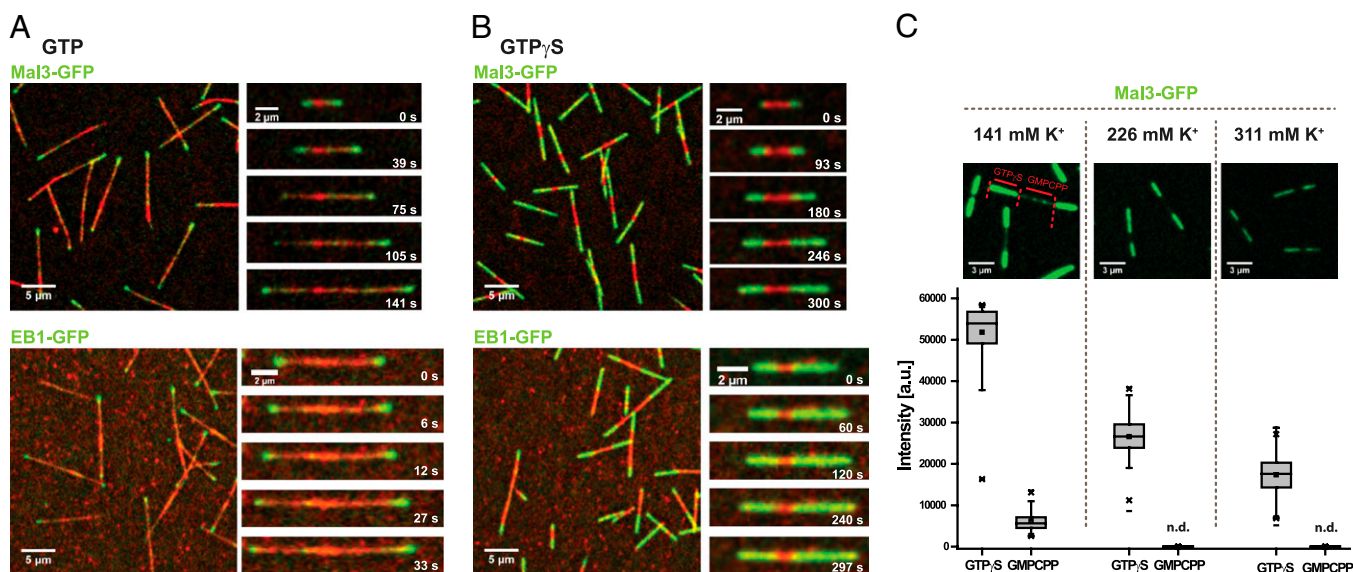 A
GTP
Mal3-GFP
2 μm
0 s
39 s
75 s
105 s
141 s
5 μm
EB1-GFP
2 μm
0 s
6 s
12 s
27 s
33 s
5 μm
B
GTPγS
Mal3-GFP
2 μm
0 s
93 s
180 s
246 s
300 s
5 μm
EB1-GFP
2 μm
0 s
60 s
120 s
240 s
297 s
5 μm
C
Mal3-GFP
141 mM K⁺ 226 mM K⁺ 311 mM K⁺
GTPγS GMPCPP
3 μm 3 μm 3 μm
Intensity [a.u.]
60000
50000
40000
30000
20000
10000
0
n.d. n.d.
GTPγS GMPCPP GTPγS GMPCPP GTPγS GMPCPP